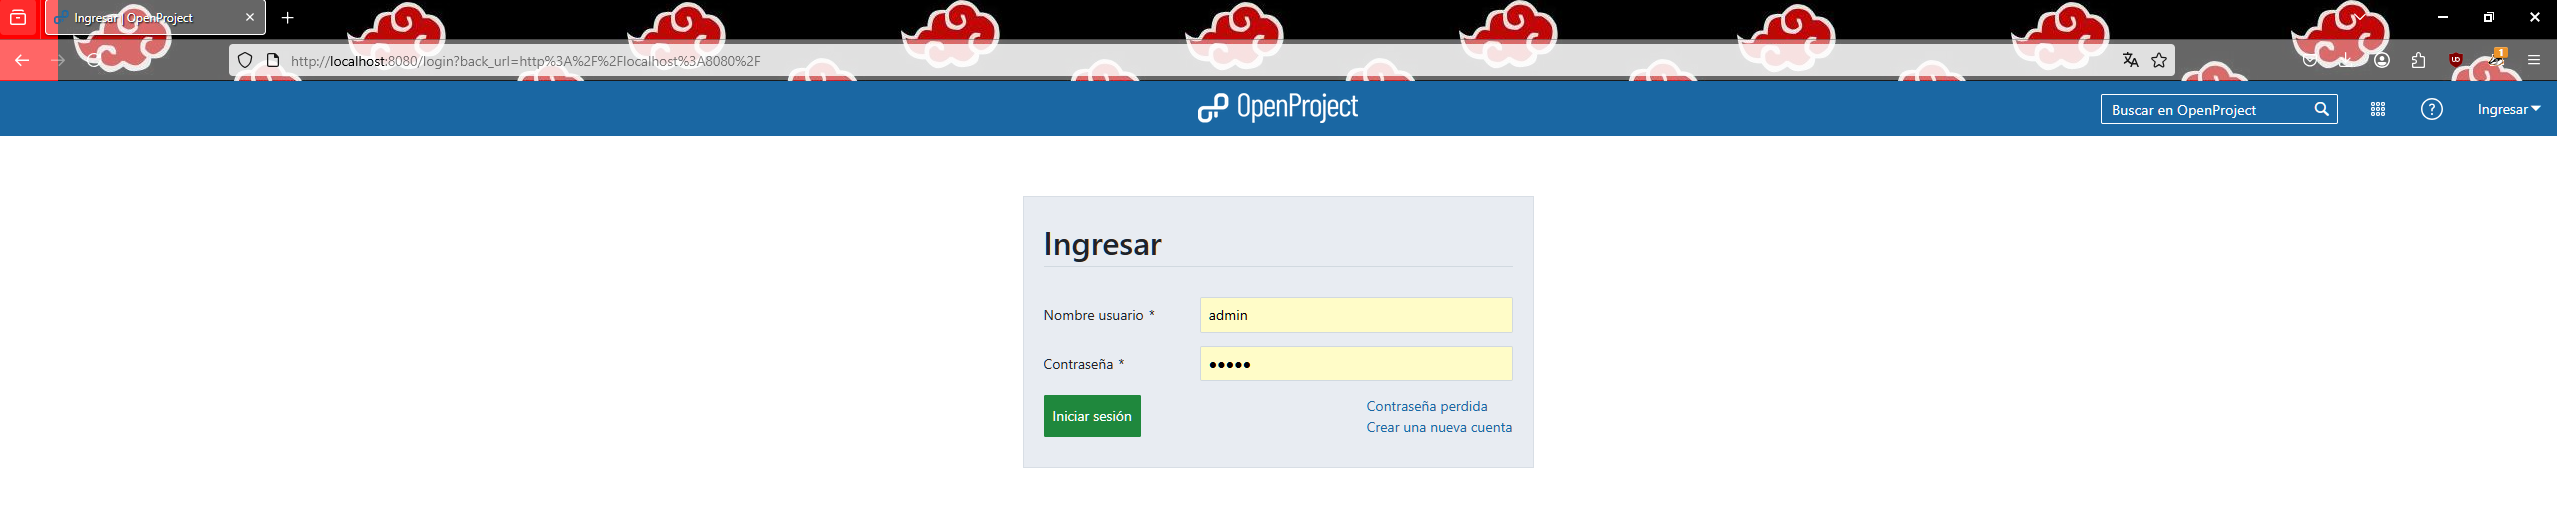 Ingresar | OpenProject
http://localhost:8080/login?back_url=http%3A%2F%2Flocalhost%3A8080%2F
1
OpenProject
Buscar en OpenProject
?
Ingresar
Ingresar
Nombre usuario *
admin
Contraseña *
•••••
Iniciar sesión
Contraseña perdida
Crear una nueva cuenta